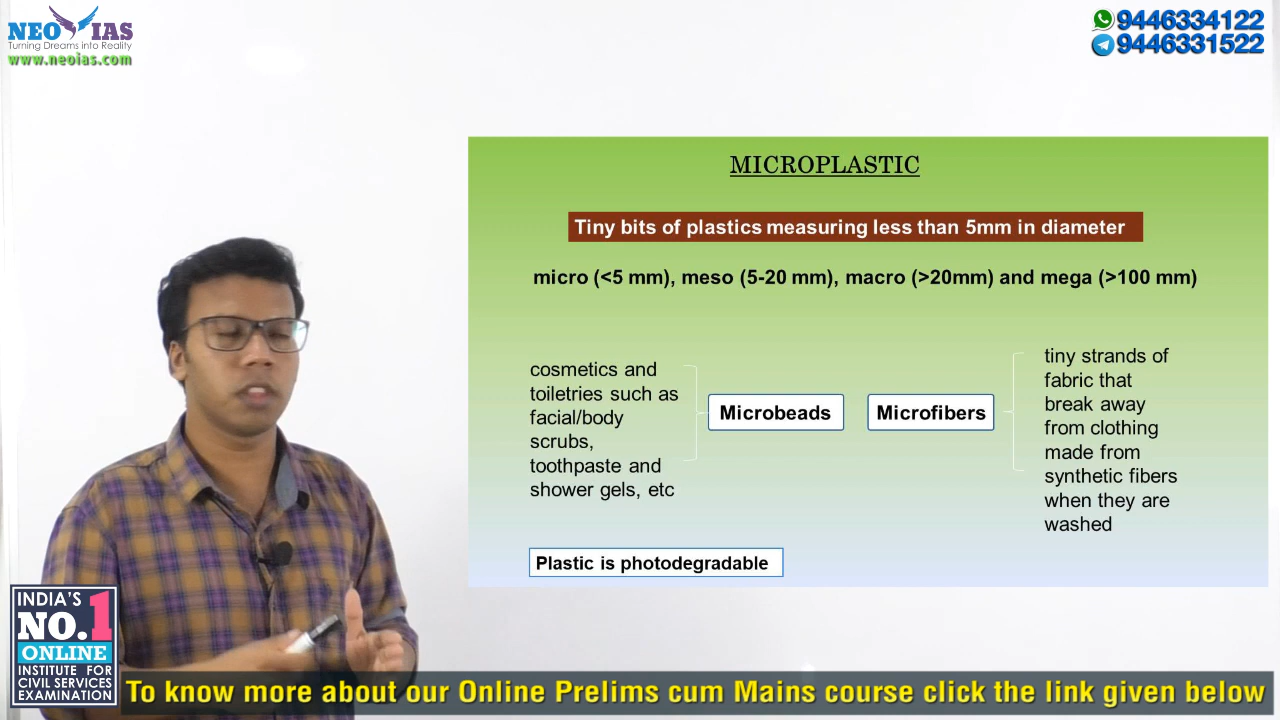 NEO IAS
Turning Dreams into Reality
www.neoias.com
9446334122
9446331522
MICROPLASTIC
Tiny bits of plastics measuring less than 5mm in diameter
micro (<5 mm), meso (5-20 mm), macro (>20mm) and mega (>100 mm)
cosmetics and
toiletries such as
facial/body
scrubs,
toothpaste and
shower gels, etc
Microbeads
Microfibers
tiny strands of
fabric that
break away
from clothing
made from
synthetic fibers
when they are
washed
Plastic is photodegradable
INDIA'S
NO.1
ONLINE
INSTITUTE FOR
CIVIL SERVICES
EXAMINATION
To know more about our Online Prelims cum Mains course click the link given below